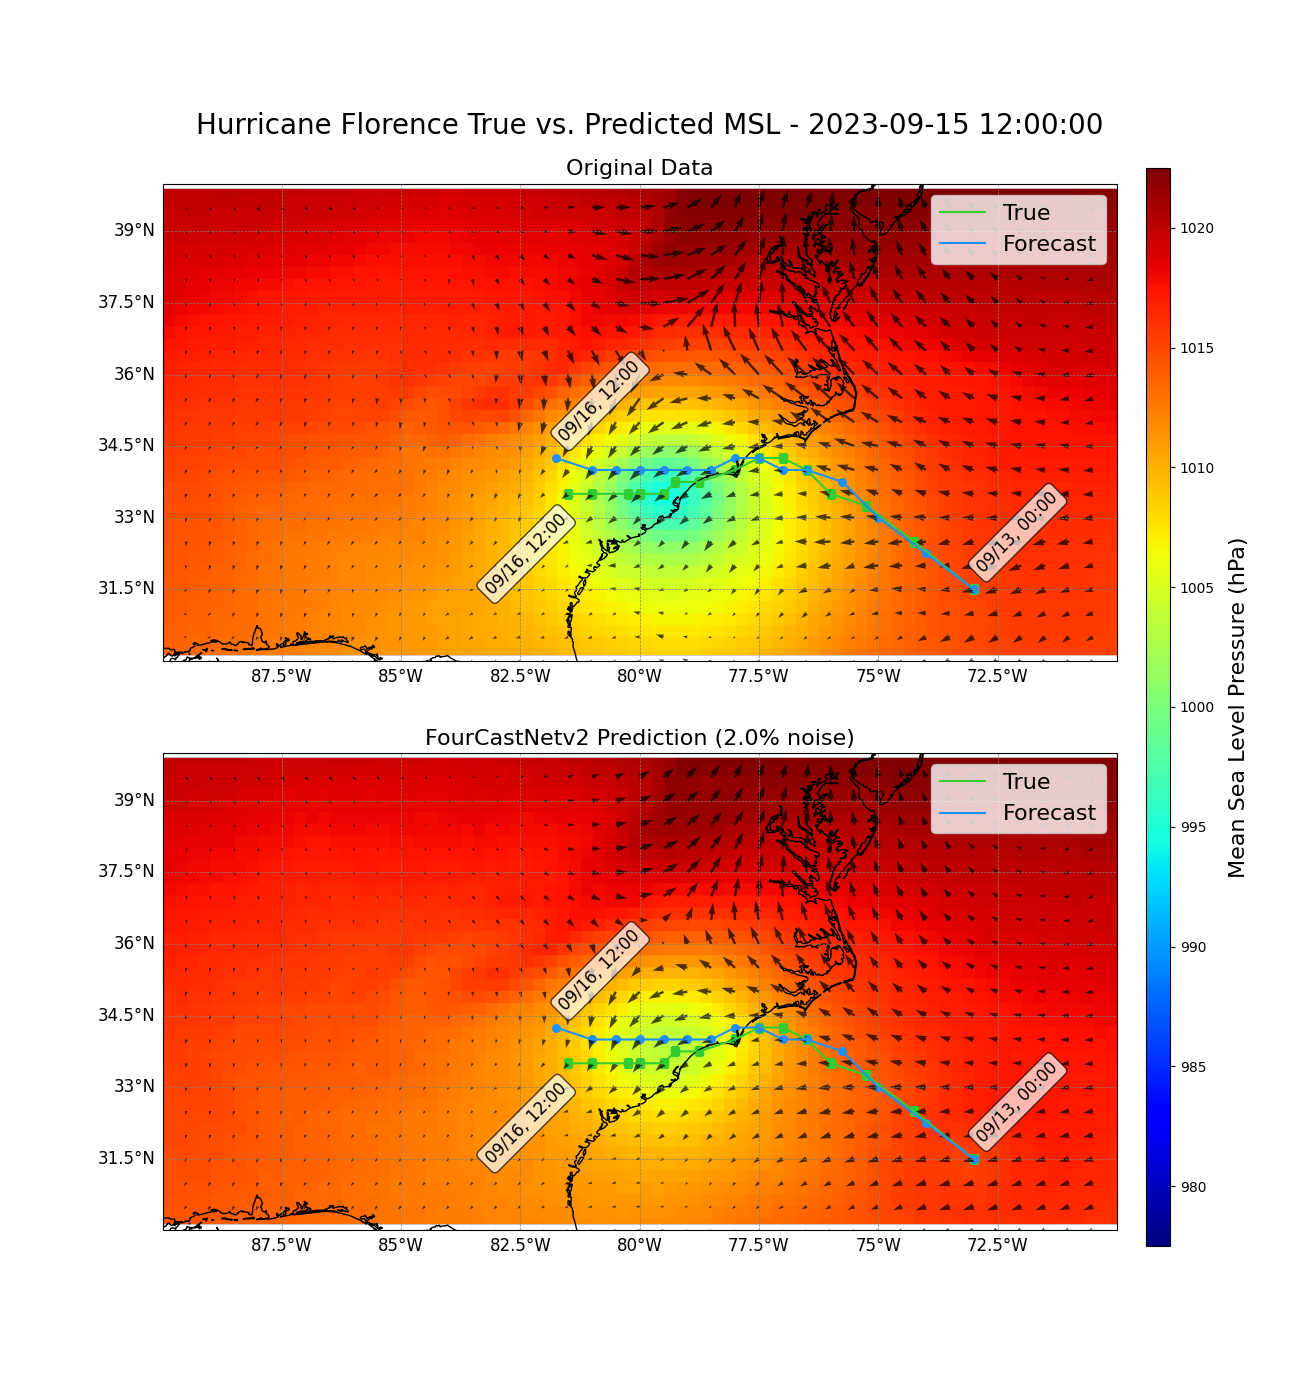 Hurricane Florence True vs. Predicted MSL - 2023-09-15 12:00:00
Original Data
True
Forecast
39°N
37.5°N
36°N
34.5°N
33°N
31.5°N
09/16, 12:00
09/16, 12:00
09/13, 00:00
87.5°W 85°W 82.5°W 80°W 77.5°W 75°W 72.5°W
FourCastNetv2 Prediction (2.0% noise)
True
Forecast
39°N
37.5°N
36°N
34.5°N
33°N
31.5°N
09/16, 12:00
09/16, 12:00
09/13, 00:00
87.5°W 85°W 82.5°W 80°W 77.5°W 75°W 72.5°W
1020
1015
1010
1005
1000
995
990
985
980
Mean Sea Level Pressure (hPa)